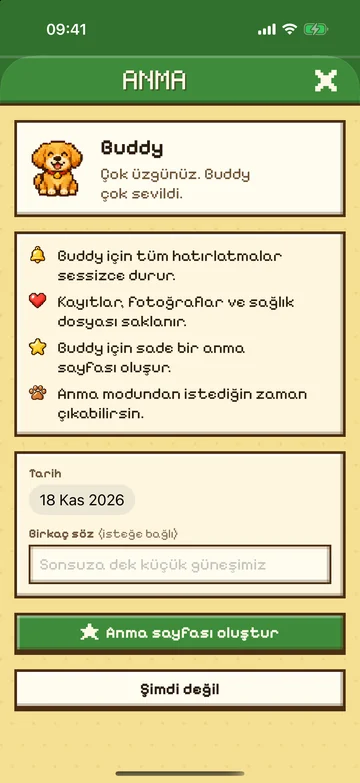 09:41
ANMA
Buddy
Çok üzgünüz. Buddy
çok sevildi.
Buddy için tüm hatırlatmalar
sessizce durur.
Kayıtlar, fotoğraflar ve sağlık
dosyası saklanır.
Buddy için sade bir anma
sayfası oluşur.
Anma modundan istediğin zaman
çıkabilirsin.
Tarih
18 Kas 2026
Birkaç söz (isteğe bağlı)
Sonsuza dek küçük güneşimiz
Anma sayfası oluştur
Şimdi değil